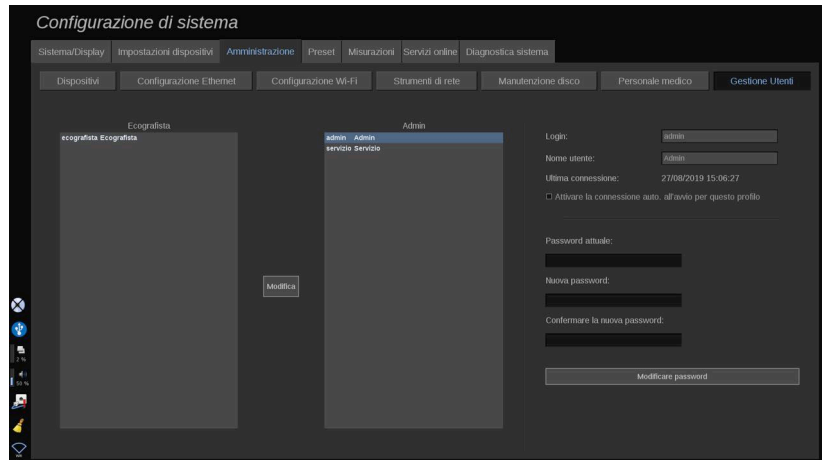 Configurazione di sistema
Sistema/Display Impostazioni dispositivi Amministrazione Preset Misurazioni Servizi online Diagnostica sistema
Dispositivi Configurazione Ethernet Configurazione Wi-Fi Strumenti di rete Manutenzione disco Personale medico Gestione Utenti
Ecografista Admin
ecografista Ecografista
admin Admin
servizio Servizio
Modifica
Login: admin
Nome utente: Admin
Ultima connessione: 27/08/2019 15:06:27
Attivare la connessione auto. all'avvio per questo profilo
Password attuale:
Nuova password:
Confermare la nuova password:
Modificare password
2 %
50 %